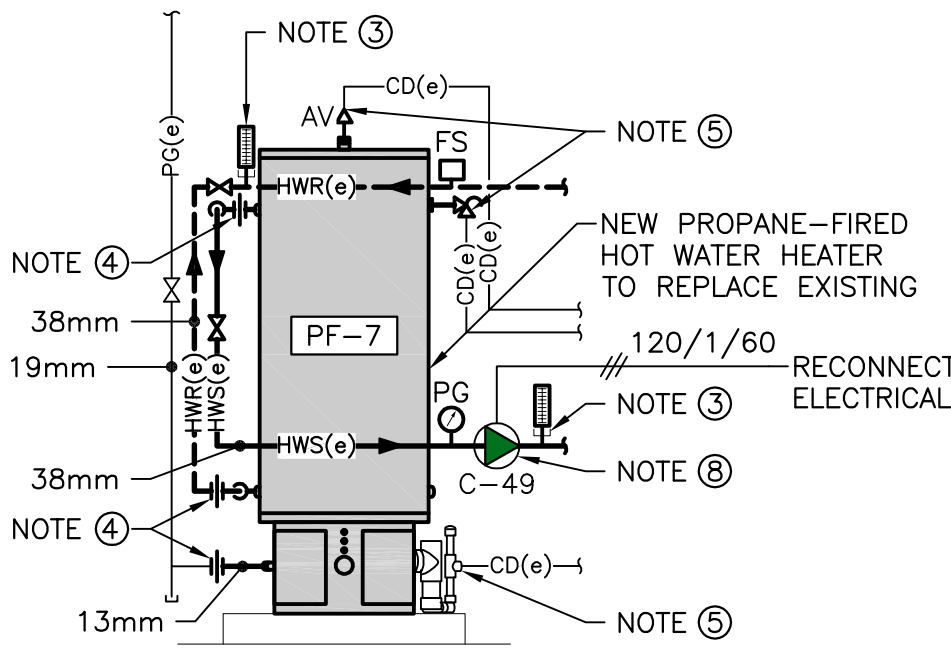 NOTE ③
CD(e)
AV
NOTE ⑤
FS
PG(e)
HWR(e)
NEW PROPANE-FIRED
HOT WATER HEATER
TO REPLACE EXISTING
NOTE ④
CD(e)
CD(e)
38mm
PF-7
120/1/60
19mm
RECONNECT
ELECTRICAL
HWR(e)
HWS(e)
PG
NOTE ③
HWS(e)
38mm
C-49
NOTE ⑧
NOTE ④
CD(e)
13mm
NOTE ⑤